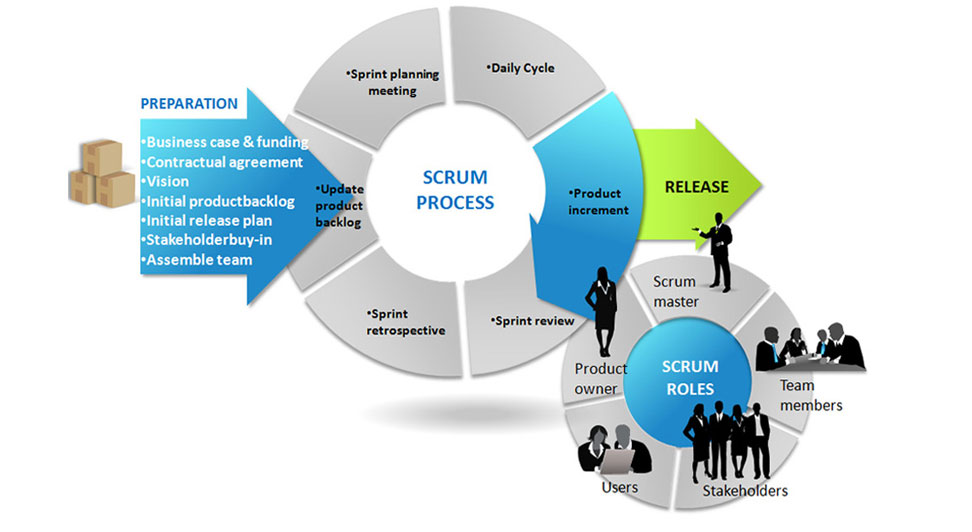 PREPARATION
•Business case & funding
•Contractual agreement
•Vision
•Initial productbacklog
•Initial release plan
•Stakeholderbuy-in
•Assemble team
•Sprint planning
meeting
•Daily Cycle
•Update
product
backlog
SCRUM
PROCESS
•Product
increment
RELEASE
•Sprint
retrospective
•Sprint review
Scrum
master
Product
owner
SCRUM
ROLES
Team
members
Users
Stakeholders